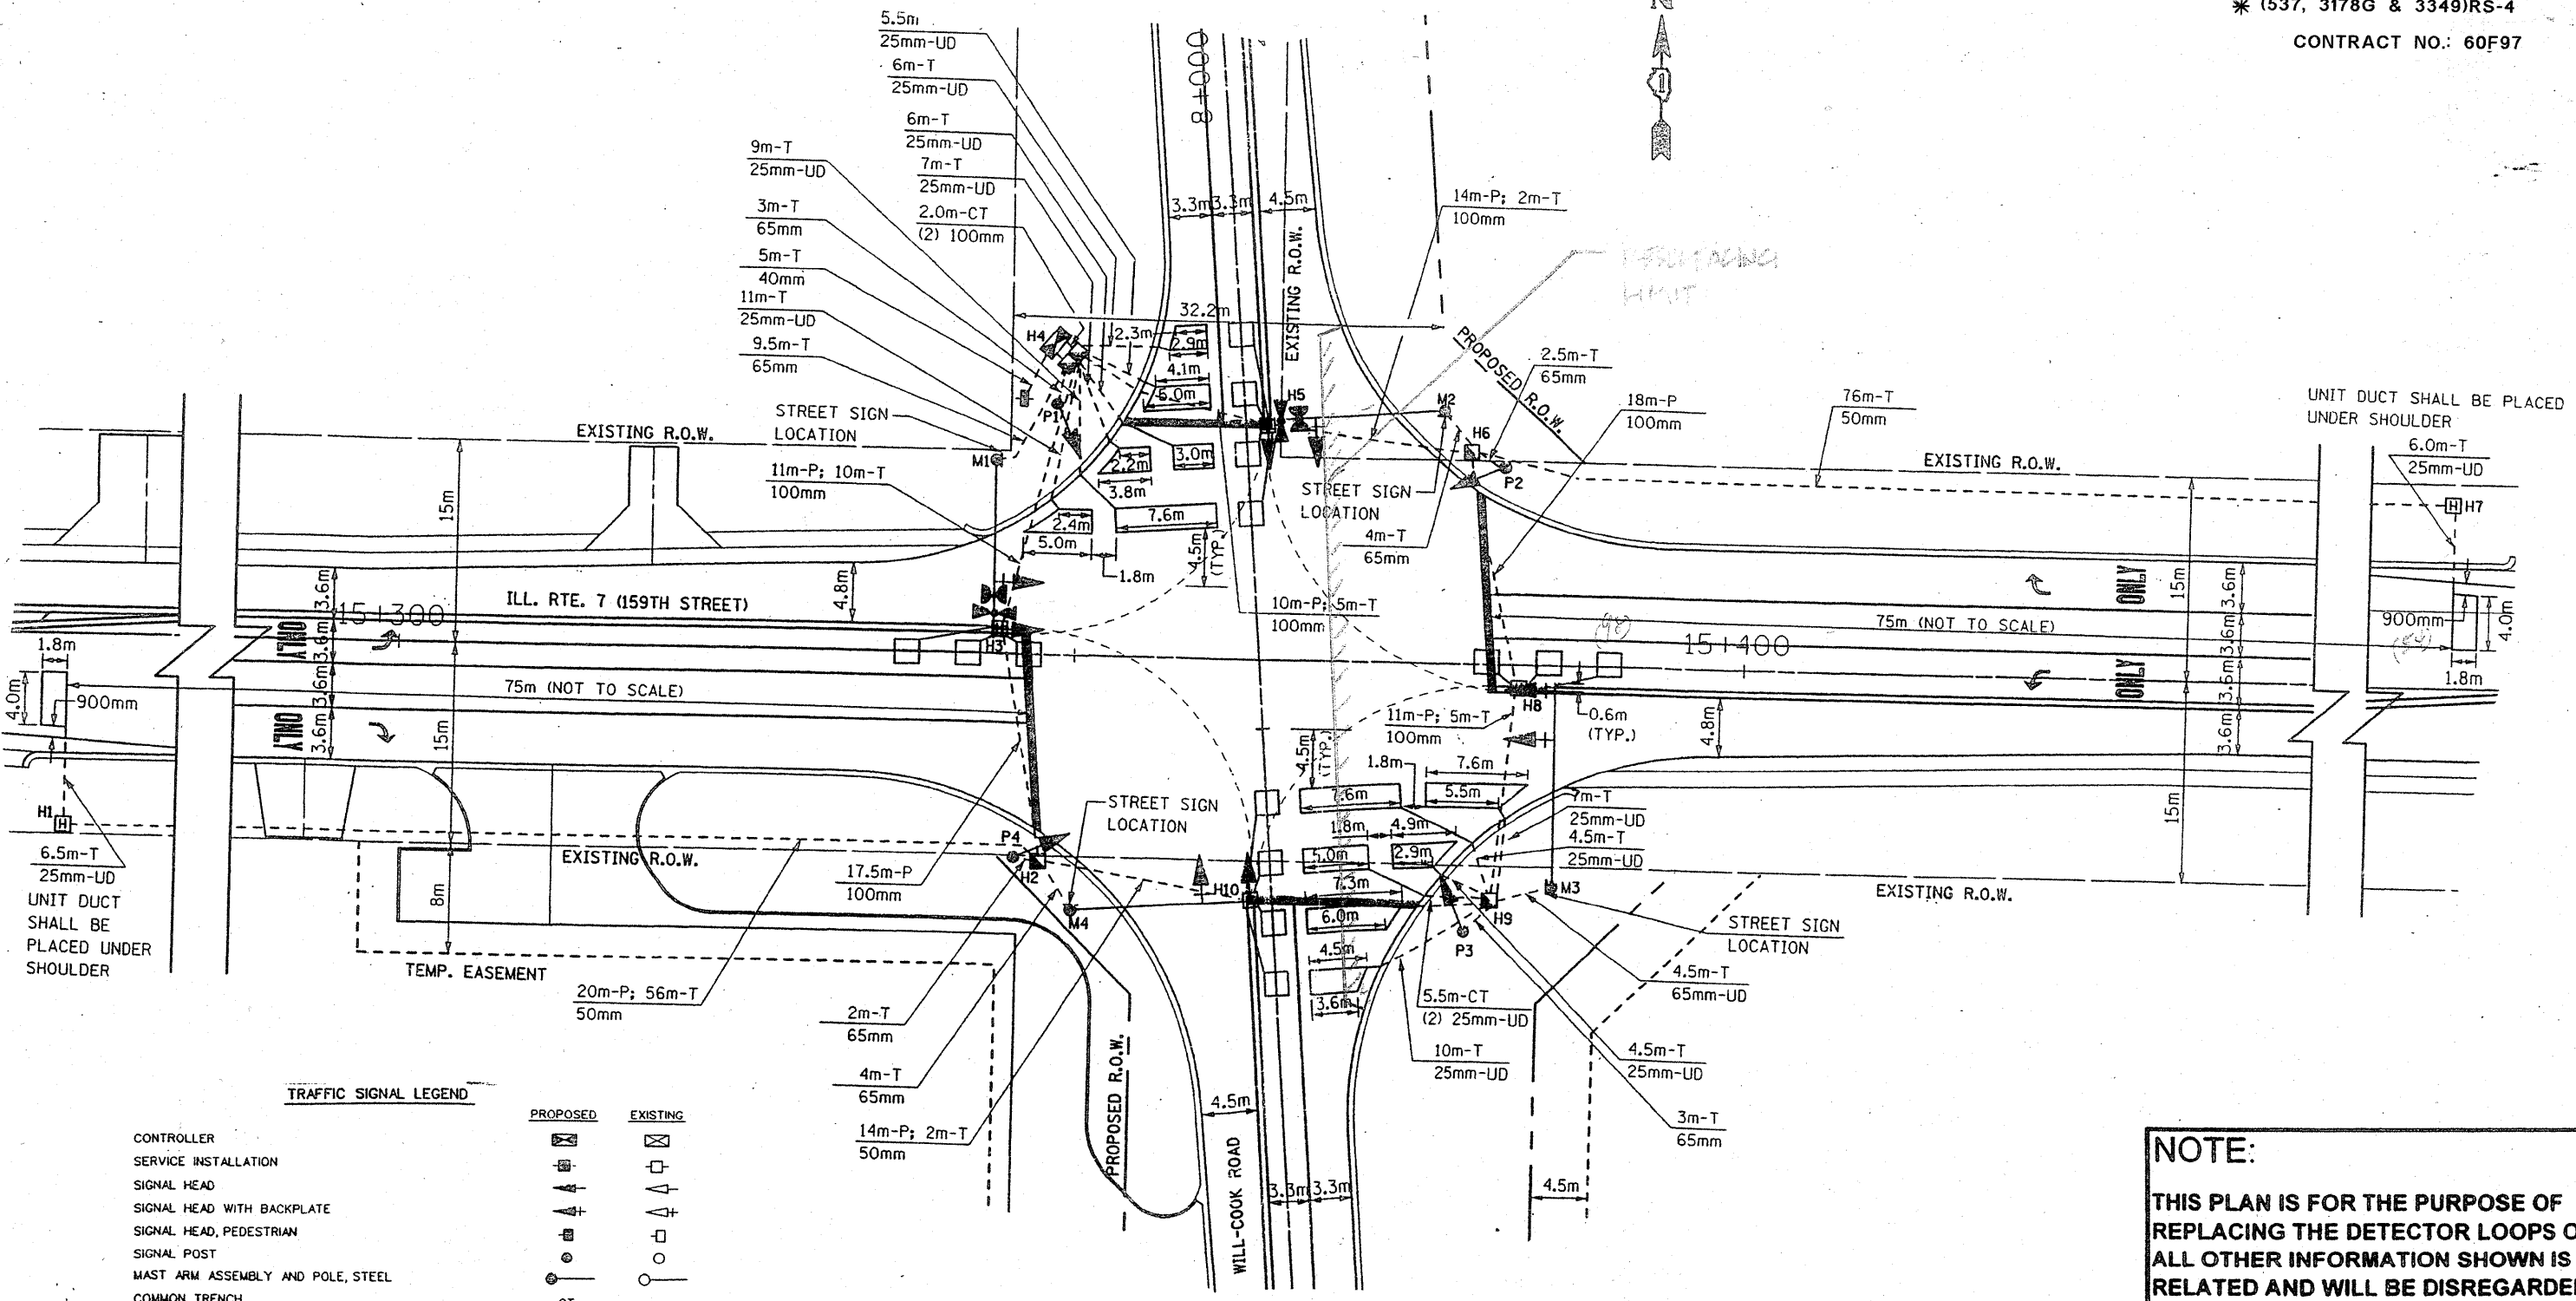 * (537, 3178G & 3349)RS-4
CONTRACT NO.: 60F97
N
1
5.5m
25mm-UD
6m-T
25mm-UD
6m-T
25mm-UD
7m-T
25mm-UD
2.0m-CT
(2) 100mm
9m-T
25mm-UD
3m-T
65mm
5m-T
40mm
11m-T
25mm-UD
9.5m-T
65mm
8+000
3.3m
3.3m
4.5m
EXISTING R.O.W.
14m-P; 2m-T
100mm
RESURFACING
LIMIT
32.2m
PROPOSED R.O.W.
2.5m-T
65mm
18m-P
100mm
76m-T
50mm
UNIT DUCT SHALL BE PLACED
UNDER SHOULDER
6.0m-T
25mm-UD
H4
2.3m
2.9m
4.1m
6.0m
P1
H5
M2
H6
P2
STREET SIGN
LOCATION
EXISTING R.O.W.
M1
11m-P; 10m-T
100mm
2.2m
3.0m
3.8m
2.4m
7.6m
5.0m
1.8m
4.5m
(TYP.)
STREET SIGN
LOCATION
4m-T
65mm
EXISTING R.O.W.
H
H7
15m
3.6m
4.8m
ILL. RTE. 7 (159TH STREET)
15+300
10m-P; 5m-T
100mm
ONLY
15m
3.6m
(98)
75m (NOT TO SCALE)
15+400
900mm
4.0m
(84)
1.8m
1.8m
ONLY
3.6m
H3
3.6m
ONLY
3.6m
4.0m
900mm
75m (NOT TO SCALE)
3.6m
ONLY
3.6m
15m
11m-P; 5m-T
100mm
H8
0.6m
(TYP.)
4.8m
3.6m
4.5m
(TYP.)
1.8m
7.6m
7.6m
5.5m
7m-T
25mm-UD
15m
H1
H
6.5m-T
25mm-UD
UNIT DUCT
SHALL BE
PLACED UNDER
SHOULDER
EXISTING R.O.W.
P4
STREET SIGN
LOCATION
1.8m
4.9m
4.5m-T
25mm-UD
5.0m
2.9m
H2
17.5m-P
100mm
8m
H10
7.3m
M3
EXISTING R.O.W.
M4
6.0m
H9
P3
STREET SIGN
LOCATION
4.5m
TEMP. EASEMENT
4.5m-T
65mm-UD
20m-P; 56m-T
50mm
3.6m
5.5m-CT
(2) 25mm-UD
2m-T
65mm
10m-T
25mm-UD
4.5m-T
25mm-UD
4m-T
65mm
3m-T
65mm
14m-P; 2m-T
50mm
PROPOSED R.O.W.
4.5m
WILL-COOK ROAD
3.3m
3.3m
4.5m
TRAFFIC SIGNAL LEGEND
PROPOSED EXISTING
CONTROLLER
SERVICE INSTALLATION
SIGNAL HEAD
SIGNAL HEAD WITH BACKPLATE
SIGNAL HEAD, PEDESTRIAN
SIGNAL POST
MAST ARM ASSEMBLY AND POLE, STEEL
COMMON TRENCH
CT
NOTE:
THIS PLAN IS FOR THE PURPOSE OF
REPLACING THE DETECTOR LOOPS
ALL OTHER INFORMATION SHOWN IS
RELATED AND WILL BE